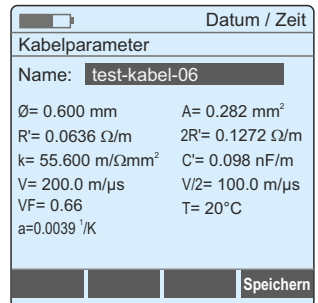 Datum / Zeit
Kabelparameter
Name: test-kabel-06
Ø= 0.600 mm A= 0.282 mm²
R'= 0.0636 Ω/m 2R'= 0.1272 Ω/m
k= 55.600 m/Ωmm² C'= 0.098 nF/m
V= 200.0 m/µs V/2= 100.0 m/µs
VF= 0.66 T= 20°C
a=0.0039 ¹/K
Speichern